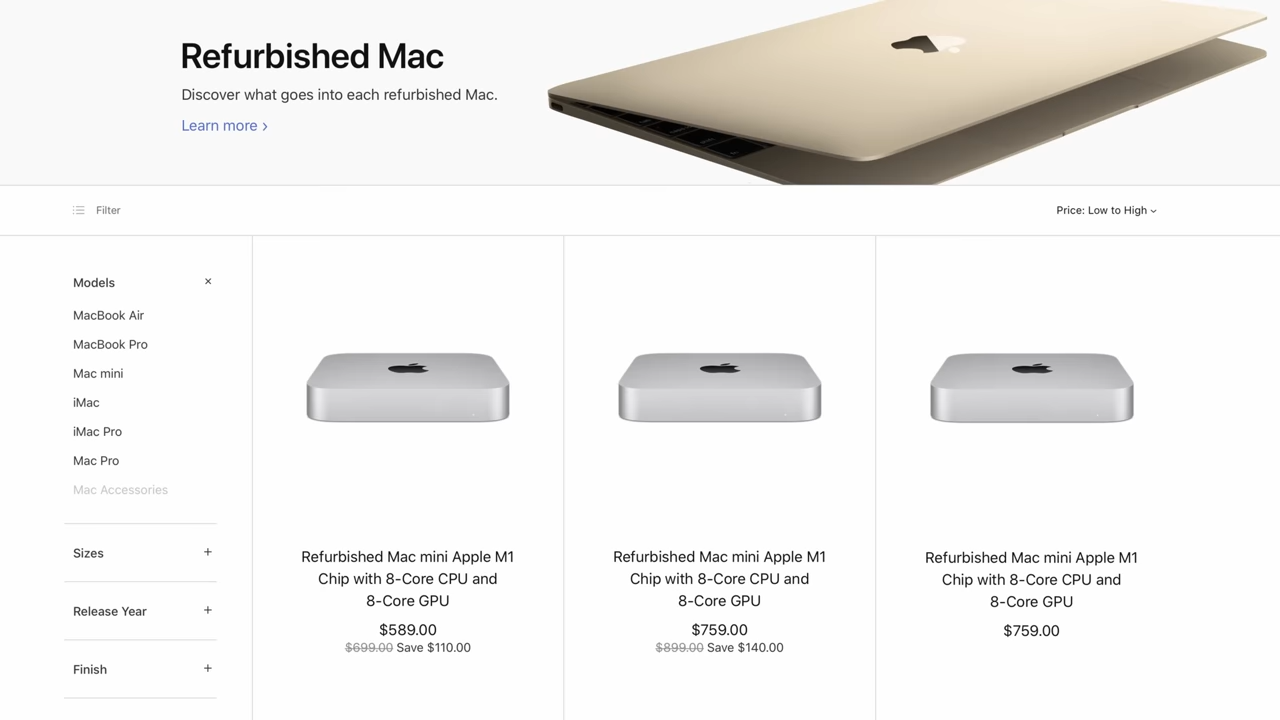 Refurbished Mac
Discover what goes into each refurbished Mac.
Learn more ›
Filter
Price: Low to High
Models
MacBook Air
MacBook Pro
Mac mini
iMac
iMac Pro
Mac Pro
Mac Accessories
Sizes +
Release Year +
Finish +
Refurbished Mac mini Apple M1
Chip with 8-Core CPU and
8-Core GPU
$589.00
$699.00 Save $110.00
Refurbished Mac mini Apple M1
Chip with 8-Core CPU and
8-Core GPU
$759.00
$899.00 Save $140.00
Refurbished Mac mini Apple M1
Chip with 8-Core CPU and
8-Core GPU
$759.00